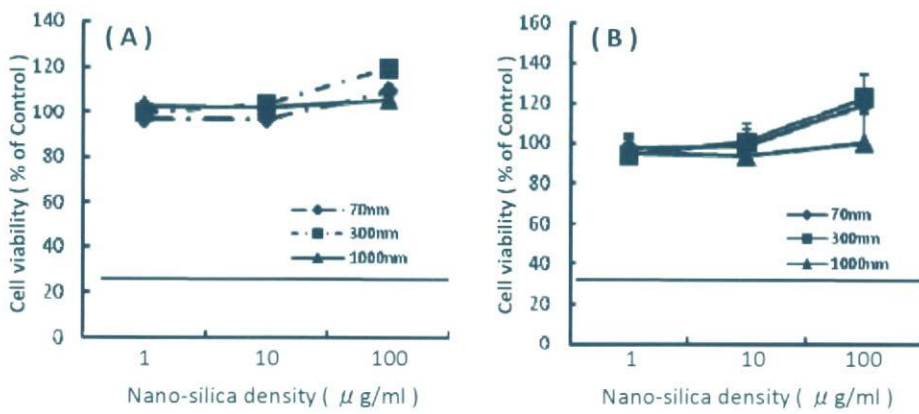 ( A )
Cell viability ( % of Control )
140
120
100
80
60
40
20
0
70nm
300nm
1000nm
1 10 100
Nano-silica density ( μ g/ml )
( B )
Cell viability ( % of Control )
160
140
120
100
80
60
40
20
0
70nm
300nm
1000nm
1 10 100
Nano-silica density ( μ g/ml )